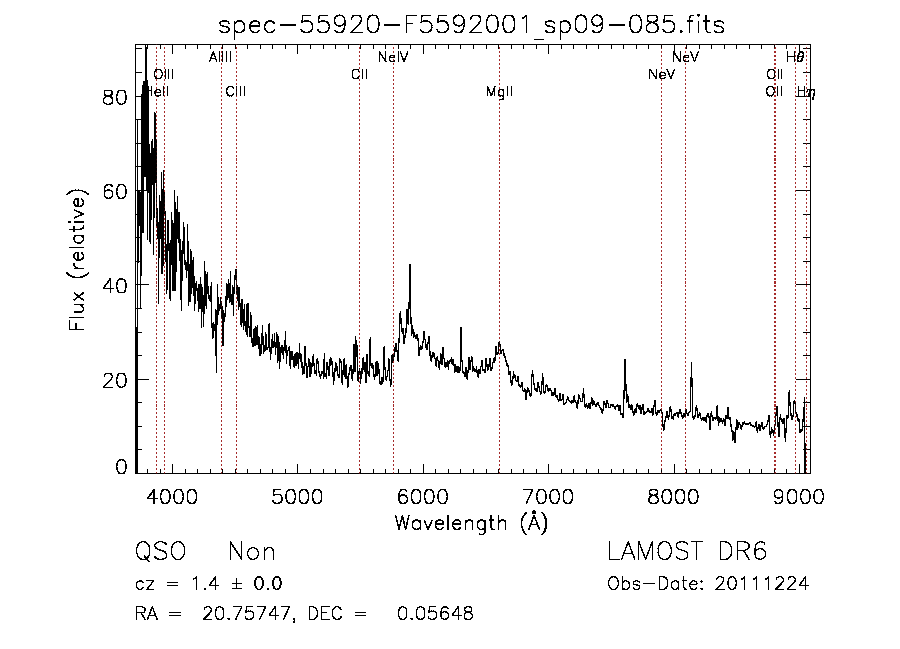 spec-55920-F5592001_sp09-085.fits
AlIII NeIV NeV Hθ
OIII CII NeV OII
HeII CIII MgII OII Hη
80
60
40
20
0
Flux (relative)
4000 5000 6000 7000 8000 9000
Wavelength (Å)
QSO Non LAMOST DR6
cz = 1.4 ± 0.0 Obs-Date: 20111224
RA = 20.75747, DEC = 0.05648